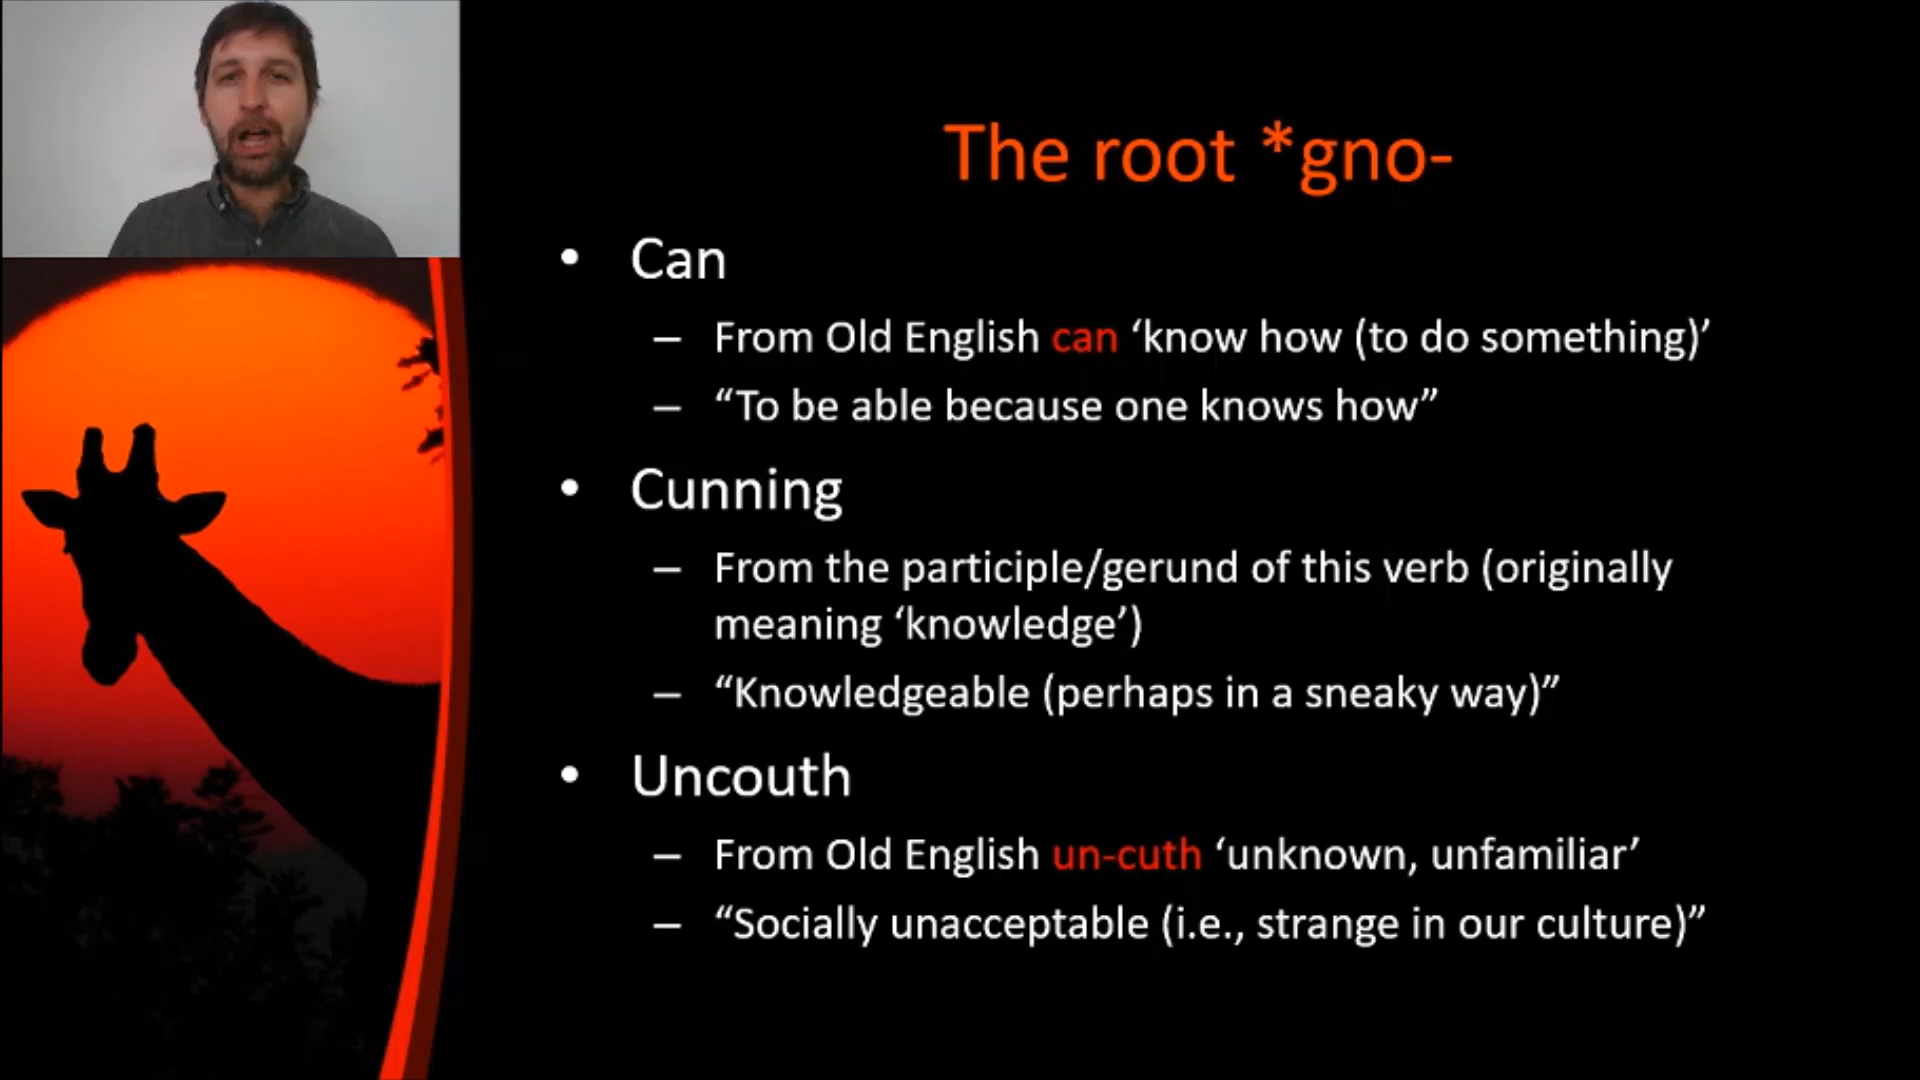 The root *gno-
• Can
– From Old English can ‘know how (to do something)’
– “To be able because one knows how”
• Cunning
– From the participle/gerund of this verb (originally
meaning ‘knowledge’)
– “Knowledgeable (perhaps in a sneaky way)”
• Uncouth
– From Old English un-cuth ‘unknown, unfamiliar’
– “Socially unacceptable (i.e., strange in our culture)”